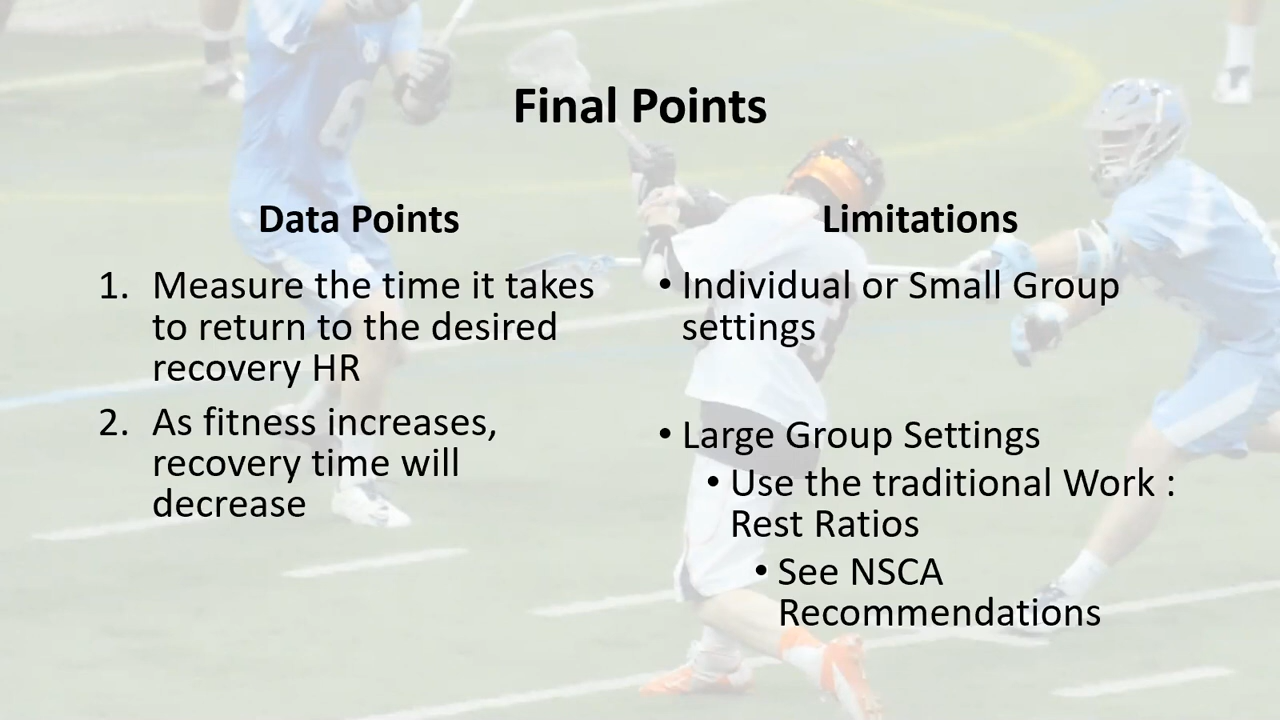 Final Points
Data Points
1. Measure the time it takes
to return to the desired
recovery HR
2. As fitness increases,
recovery time will
decrease
Limitations
• Individual or Small Group
settings
• Large Group Settings
• Use the traditional Work :
Rest Ratios
• See NSCA
Recommendations